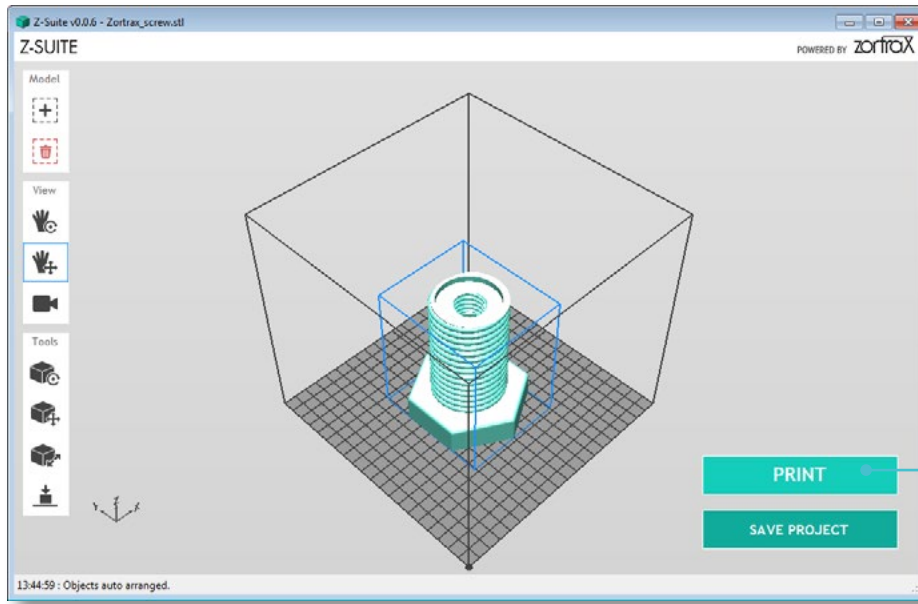 Z-Suite v0.0.6 - Zortrax_screw.stl
Z-SUITE
POWERED BY zortrax
Model
View
Tools
Y Z X
PRINT
SAVE PROJECT
13:44:59 : Objects auto arranged.